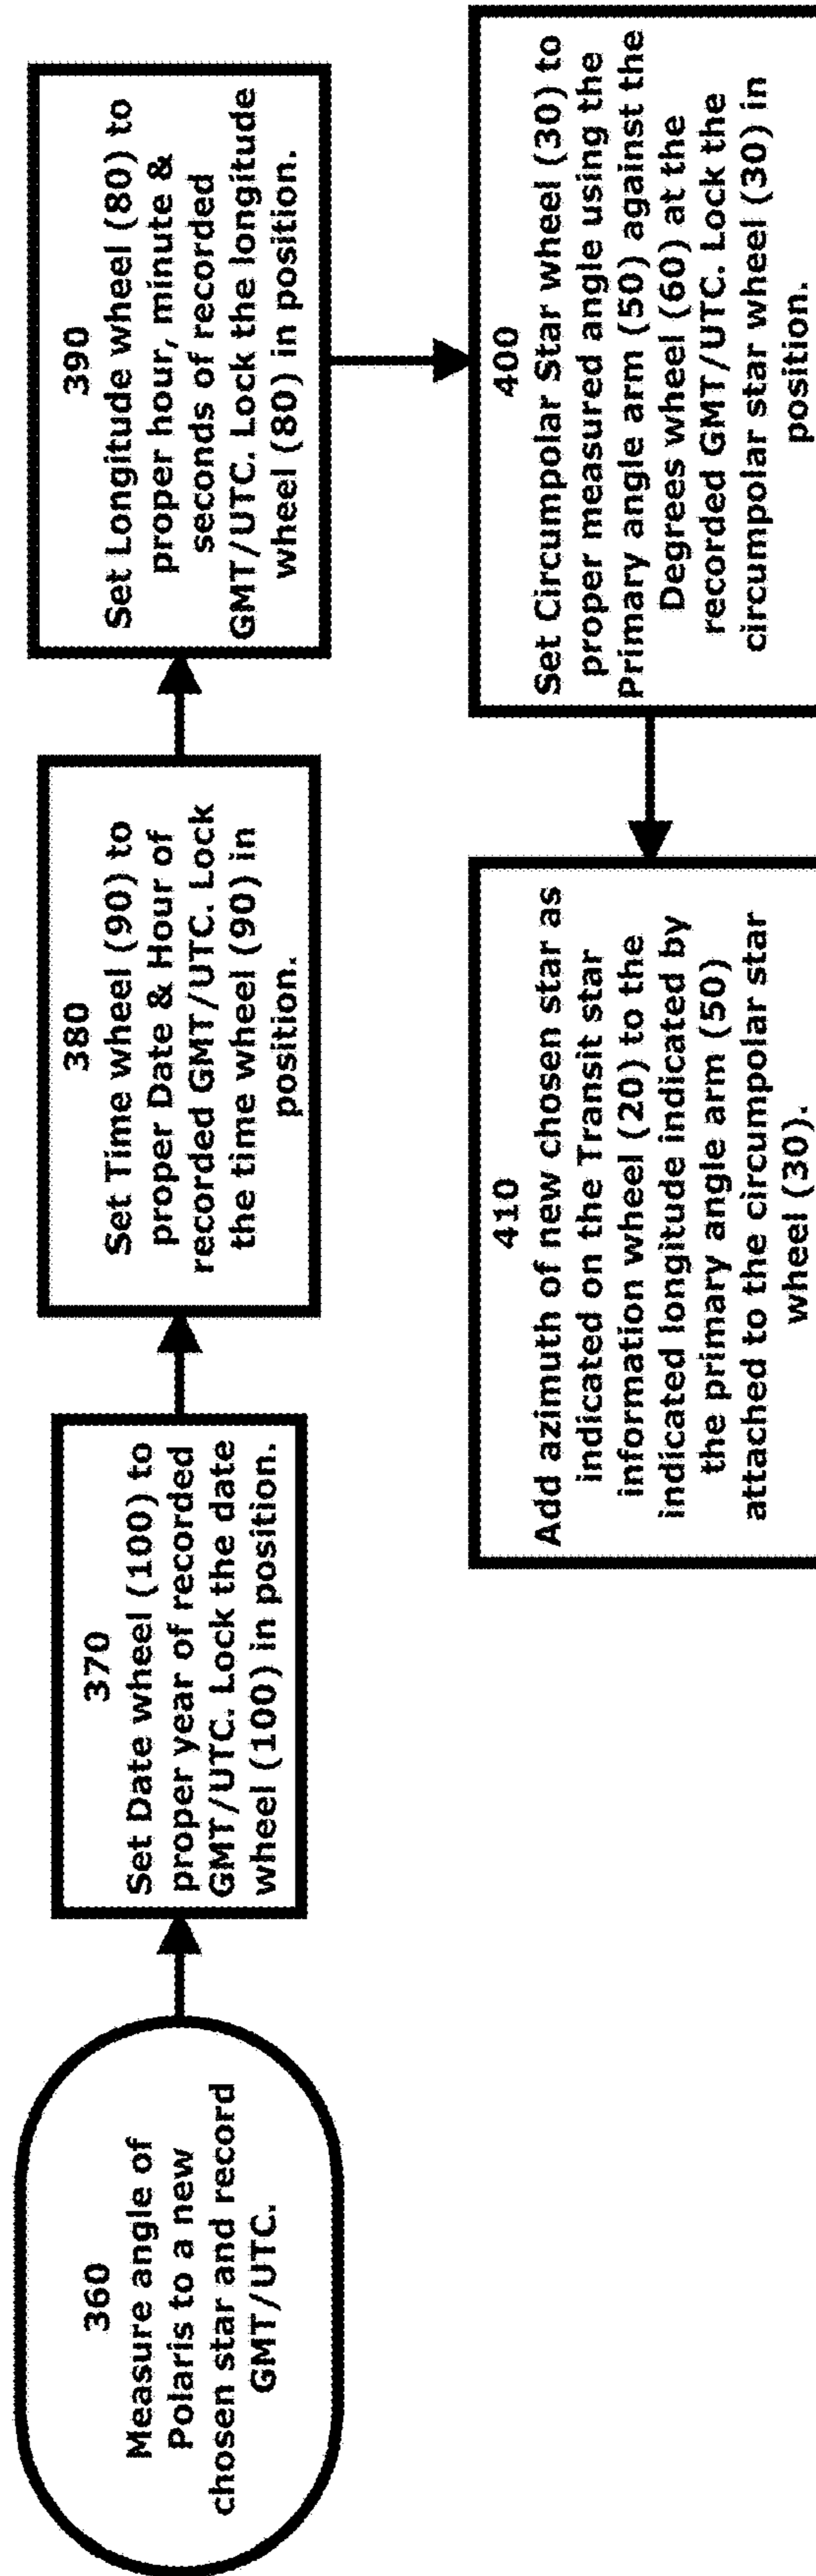 360
Measure angle of
Polaris to a new
chosen star and record
GMT/UTC.
370
Set Date wheel (100) to
proper year of recorded
GMT/UTC. Lock the date
wheel (100) in position.
380
Set Time wheel (90) to
proper Date & Hour of
recorded GMT/UTC. Lock
the time wheel (90) in
position.
390
Set Longitude wheel (80) to
proper hour, minute &
seconds of recorded
GMT/UTC. Lock the longitude
wheel (80) in position.
400
Set Circumpolar Star wheel (30) to
proper measured angle using the
Primary angle arm (50) against the
Degrees wheel (60) at the
recorded GMT/UTC. Lock the
circumpolar star wheel (30) in
position.
410
Add azimuth of new chosen star as
indicated on the Transit star
information wheel (20) to the
indicated longitude indicated by
the primary angle arm (50)
attached to the circumpolar star
wheel (30).